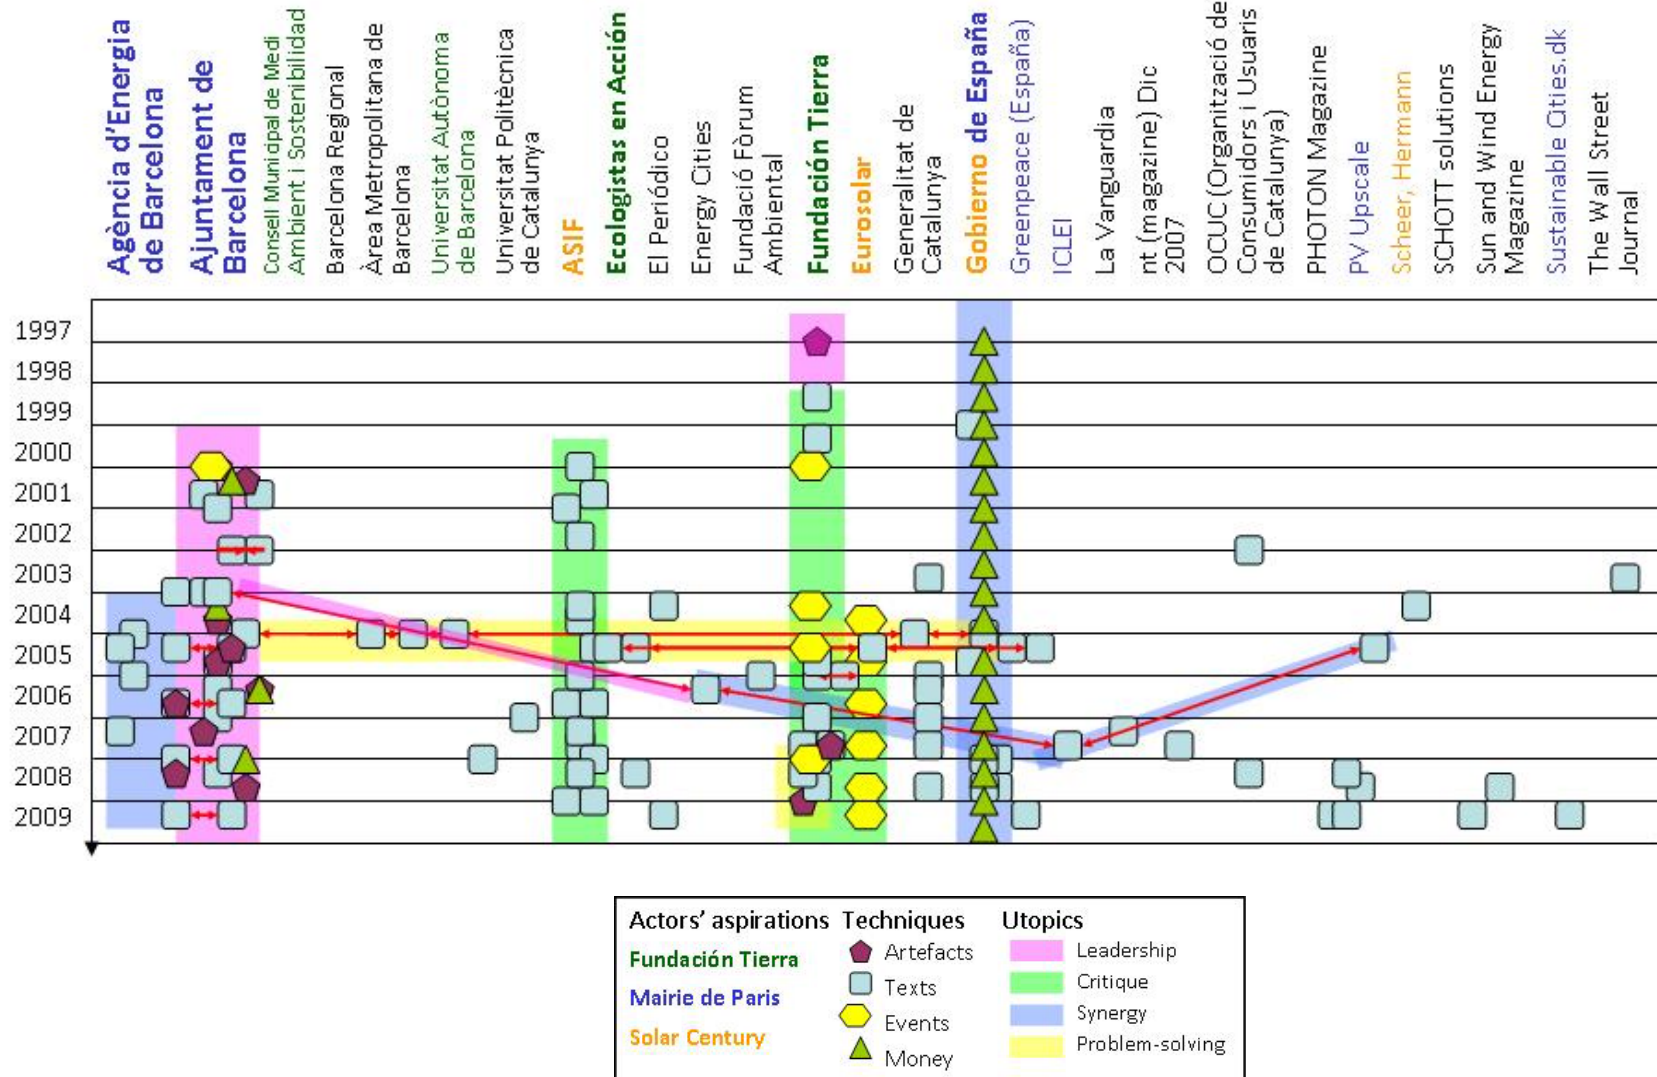 Agència d'Energia
de Barcelona
Ajuntament de
Barcelona
Consell Municipal de Medi
Ambient i Sostenibilidad
Barcelona Regional
Àrea Metropolitana de
Barcelona
Universitat Autònoma
de Barcelona
Universitat Politècnica
de Catalunya
ASIF
Ecologistas en Acción
El Periódico
Energy Cities
Fundació Fòrum
Ambiental
Fundación Tierra
Eurosolar
Generalitat de
Catalunya
Gobierno de España
Greenpeace (España)
ICLEI
La Vanguardia
nt (magazine) Dic
2007
OCUC (Organització de
Consumidors i Usuaris
de Catalunya)
PHOTON Magazine
PV Upscale
Scheer, Hermann
SCHOTT solutions
Sun and Wind Energy
Magazine
Sustainable Cities.dk
The Wall Street
Journal
1997
1998
1999
2000
2001
2002
2003
2004
2005
2006
2007
2008
2009
Actors' aspirations Techniques Utopics
Fundación Tierra
Mairie de Paris
Solar Century
Artefacts
Texts
Events
Money
Leadership
Critique
Synergy
Problem-solving